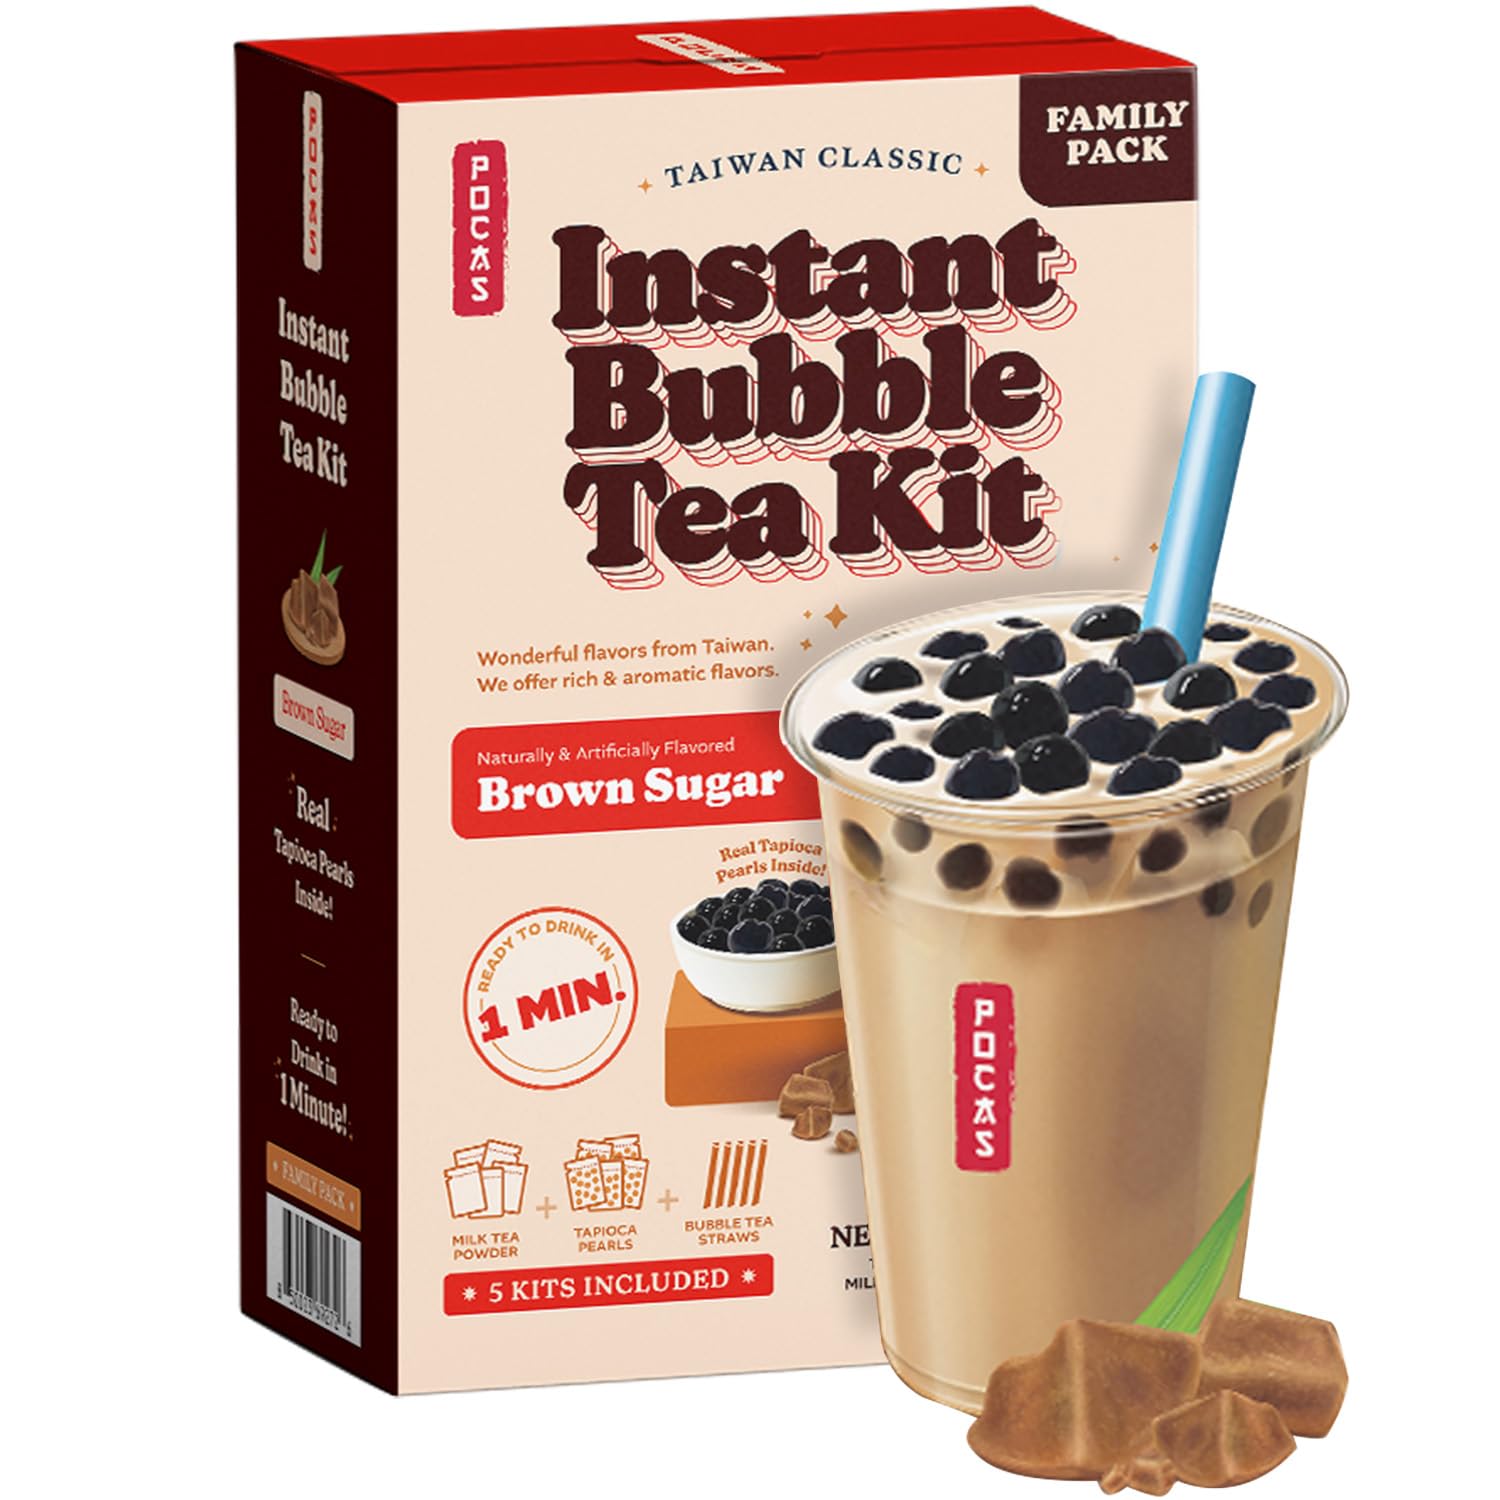 POCAS
Instant
Bubble
Tea Kit
Brown Sugar
Real
Tapioca Pearls
Inside!
Ready to
Drink in
1 Minute!
FAMILY PACK
POCAS
TAIWAN CLASSIC
FAMILY
PACK
Instant
Bubble
Tea Kit
Wonderful flavors from Taiwan.
We offer rich & aromatic flavors.
Naturally & Artificially Flavored
Brown Sugar
Real Tapioca
Pearls Inside!
READY TO DRINK IN
1 MIN.
MILK TEA
POWDER
+
TAPIOCA
PEARLS
+
BUBBLE TEA
STRAWS
5 KITS INCLUDED
NE
MIL
POCAS